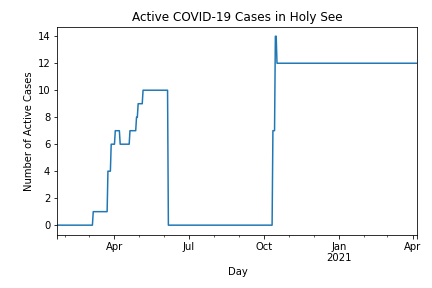 Active COVID-19 Cases in Holy See
14
12
10
8
6
4
2
0
Number of Active Cases
Apr Jul Oct Jan Apr
2021
Day